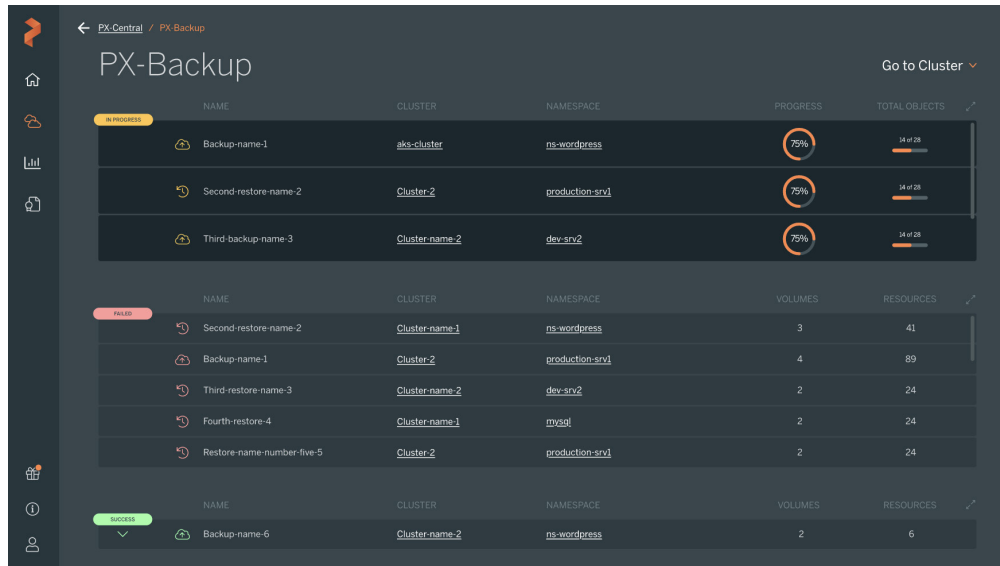 PX-Central / PX-Backup
PX-Backup
Go to Cluster
NAME CLUSTER NAMESPACE PROGRESS TOTAL OBJECTS
IN PROGRESS
Backup-name-1 aks-cluster ns-wordpress 75% 14 of 28
Second-restore-name-2 Cluster-2 production-srv1 75% 14 of 28
Third-backup-name-3 Cluster-name-2 dev-srv2 75% 14 of 28
NAME CLUSTER NAMESPACE VOLUMES RESOURCES
FAILED
Second-restore-name-2 Cluster-name-1 ns-wordpress 3 41
Backup-name-1 Cluster-2 production-srv1 4 89
Third-restore-name-3 Cluster-name-2 dev-srv2 2 24
Fourth-restore-4 Cluster-name-1 mysql 2 24
Restore-name-number-five-5 Cluster-2 production-srv1 2 24
NAME CLUSTER NAMESPACE VOLUMES RESOURCES
SUCCESS
Backup-name-6 Cluster-name-2 ns-wordpress 2 6